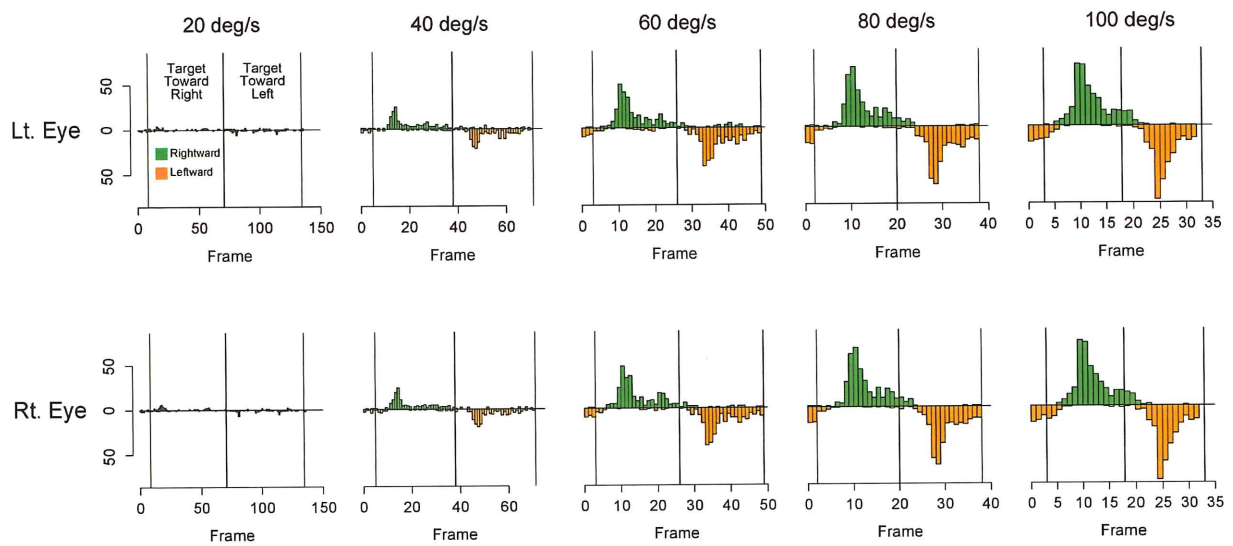 20 deg/s 40 deg/s 60 deg/s 80 deg/s 100 deg/s
Lt. Eye
50
0
50
Target
Toward
Right
Target
Toward
Left
Rightward
Leftward
0 50 100 150
0 20 40 60
0 10 20 30 40 50
0 10 20 30 40
0 5 10 15 20 25 30 35
Frame Frame Frame Frame Frame
Rt. Eye
50
0
50
0 50 100 150
0 20 40 60
0 10 20 30 40 50
0 10 20 30 40
0 5 10 15 20 25 30 35
Frame Frame Frame Frame Frame